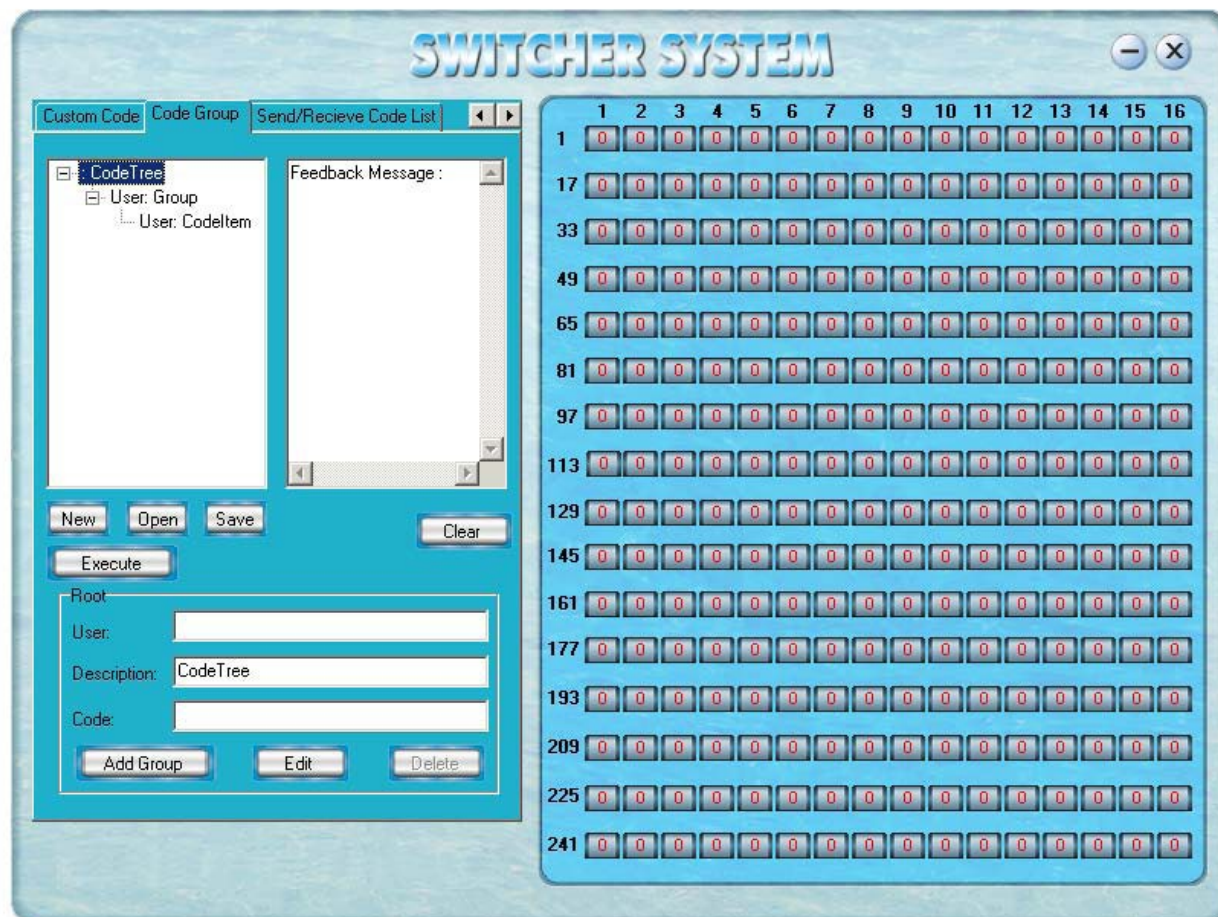 SWITCHER SYSTEM
Custom Code Code Group Send/Recieve Code List
: CodeTree
User: Group
User: CodeItem
Feedback Message :
New Open Save
Clear
Execute
Root
User:
Description: CodeTree
Code:
Add Group Edit Delete
1 2 3 4 5 6 7 8 9 10 11 12 13 14 15 16
1 0 0 0 0 0 0 0 0 0 0 0 0 0 0 0 0
17 0 0 0 0 0 0 0 0 0 0 0 0 0 0 0 0
33 0 0 0 0 0 0 0 0 0 0 0 0 0 0 0 0
49 0 0 0 0 0 0 0 0 0 0 0 0 0 0 0 0
65 0 0 0 0 0 0 0 0 0 0 0 0 0 0 0 0
81 0 0 0 0 0 0 0 0 0 0 0 0 0 0 0 0
97 0 0 0 0 0 0 0 0 0 0 0 0 0 0 0 0
113 0 0 0 0 0 0 0 0 0 0 0 0 0 0 0 0
129 0 0 0 0 0 0 0 0 0 0 0 0 0 0 0 0
145 0 0 0 0 0 0 0 0 0 0 0 0 0 0 0 0
161 0 0 0 0 0 0 0 0 0 0 0 0 0 0 0 0
177 0 0 0 0 0 0 0 0 0 0 0 0 0 0 0 0
193 0 0 0 0 0 0 0 0 0 0 0 0 0 0 0 0
209 0 0 0 0 0 0 0 0 0 0 0 0 0 0 0 0
225 0 0 0 0 0 0 0 0 0 0 0 0 0 0 0 0
241 0 0 0 0 0 0 0 0 0 0 0 0 0 0 0 0